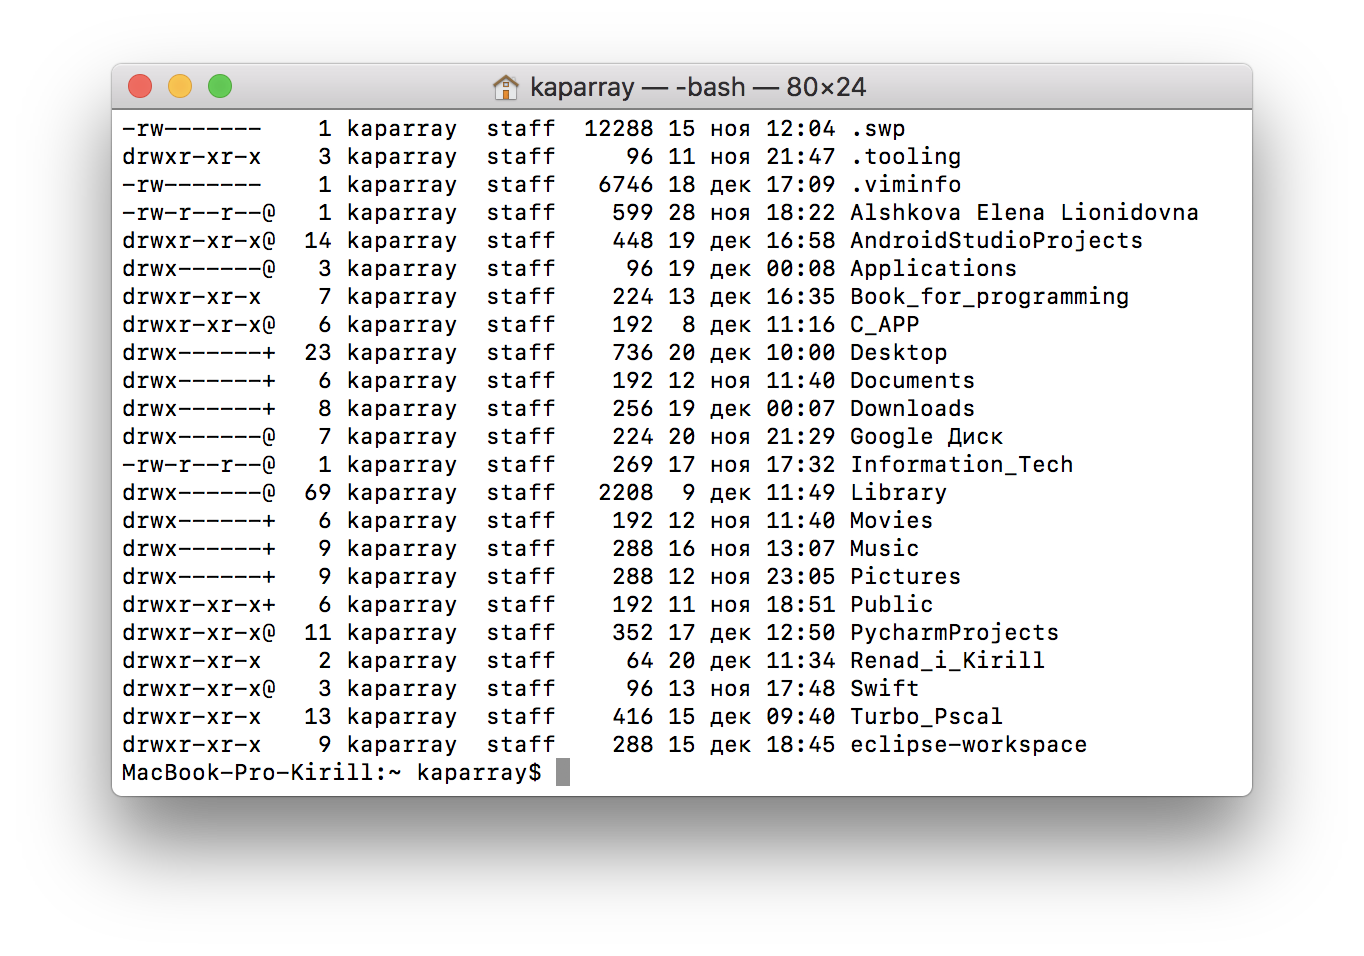 kaparray — -bash — 80×24
-rw-------    1 kaparray  staff  12288 15 ноя 12:04 .swp
drwxr-xr-x    3 kaparray  staff     96 11 ноя 21:47 .tooling
-rw-------    1 kaparray  staff   6746 18 дек 17:09 .viminfo
-rw-r--r--@   1 kaparray  staff    599 28 ноя 18:22 Alshkova Elena Lionidovna
drwxr-xr-x@  14 kaparray  staff    448 19 дек 16:58 AndroidStudioProjects
drwx------@   3 kaparray  staff     96 19 дек 00:08 Applications
drwxr-xr-x    7 kaparray  staff    224 13 дек 16:35 Book_for_programming
drwxr-xr-x@   6 kaparray  staff    192  8 дек 11:16 C_APP
drwx------+  23 kaparray  staff    736 20 дек 10:00 Desktop
drwx------+   6 kaparray  staff    192 12 ноя 11:40 Documents
drwx------+   8 kaparray  staff    256 19 дек 00:07 Downloads
drwx------@   7 kaparray  staff    224 20 ноя 21:29 Google Диск
-rw-r--r--@   1 kaparray  staff    269 17 ноя 17:32 Information_Tech
drwx------@  69 kaparray  staff   2208  9 дек 11:49 Library
drwx------+   6 kaparray  staff    192 12 ноя 11:40 Movies
drwx------+   9 kaparray  staff    288 16 ноя 13:07 Music
drwx------+   9 kaparray  staff    288 12 ноя 23:05 Pictures
drwxr-xr-x+   6 kaparray  staff    192 11 ноя 18:51 Public
drwxr-xr-x@  11 kaparray  staff    352 17 дек 12:50 PycharmProjects
drwxr-xr-x    2 kaparray  staff     64 20 дек 11:34 Renad_i_Kirill
drwxr-xr-x@   3 kaparray  staff     96 13 ноя 17:48 Swift
drwxr-xr-x   13 kaparray  staff    416 15 дек 09:40 Turbo_Pscal
drwxr-xr-x    9 kaparray  staff    288 15 дек 18:45 eclipse-workspace
MacBook-Pro-Kirill:~ kaparray$